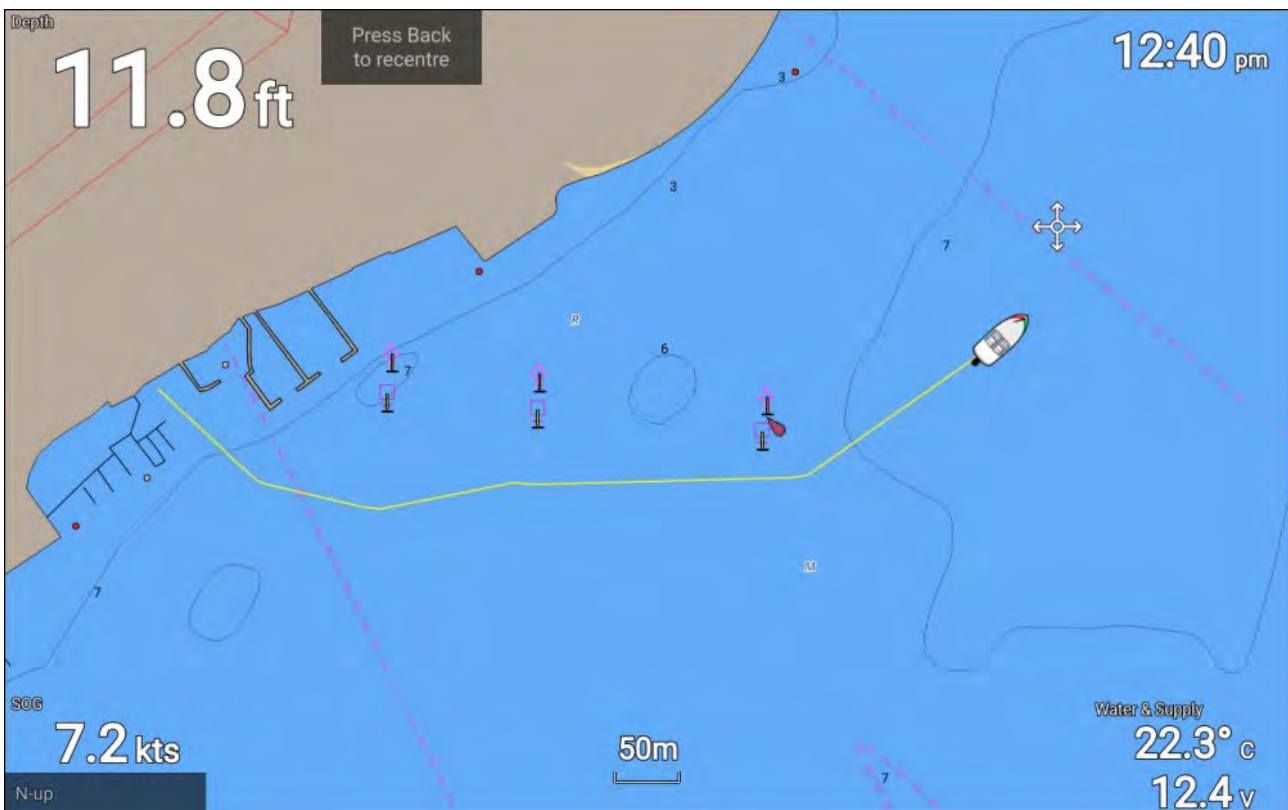 Depth
11.8 ft
Press Back
to recentre
12:40 pm
3
3
7
R
6
7
M
7
SOG
7.2 kts
50m
Water & Supply
22.3° c
12.4 v
7
N-up